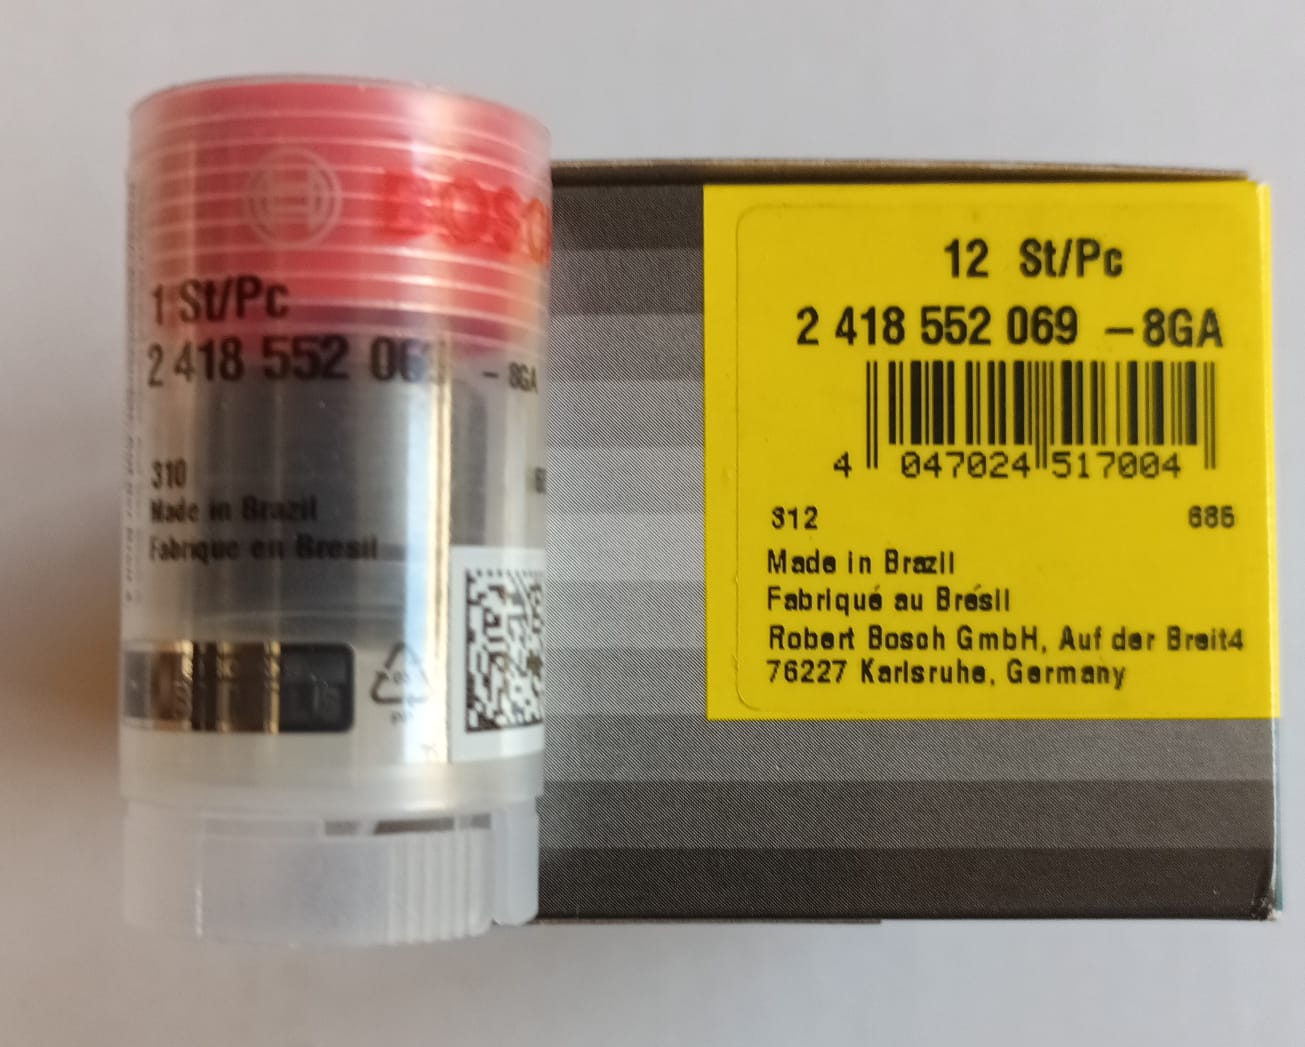 BOSCH
1 St/Pc
2 418 552 069 - 8GA
310
Made in Brazil
Fabrique en Bresil
12 St/Pc
2 418 552 069 -8GA
4 047024 517004
312 686
Made in Brazil
Fabriqué au Brésil
Robert Bosch GmbH, Auf der Breit4
76227 Karlsruhe, Germany